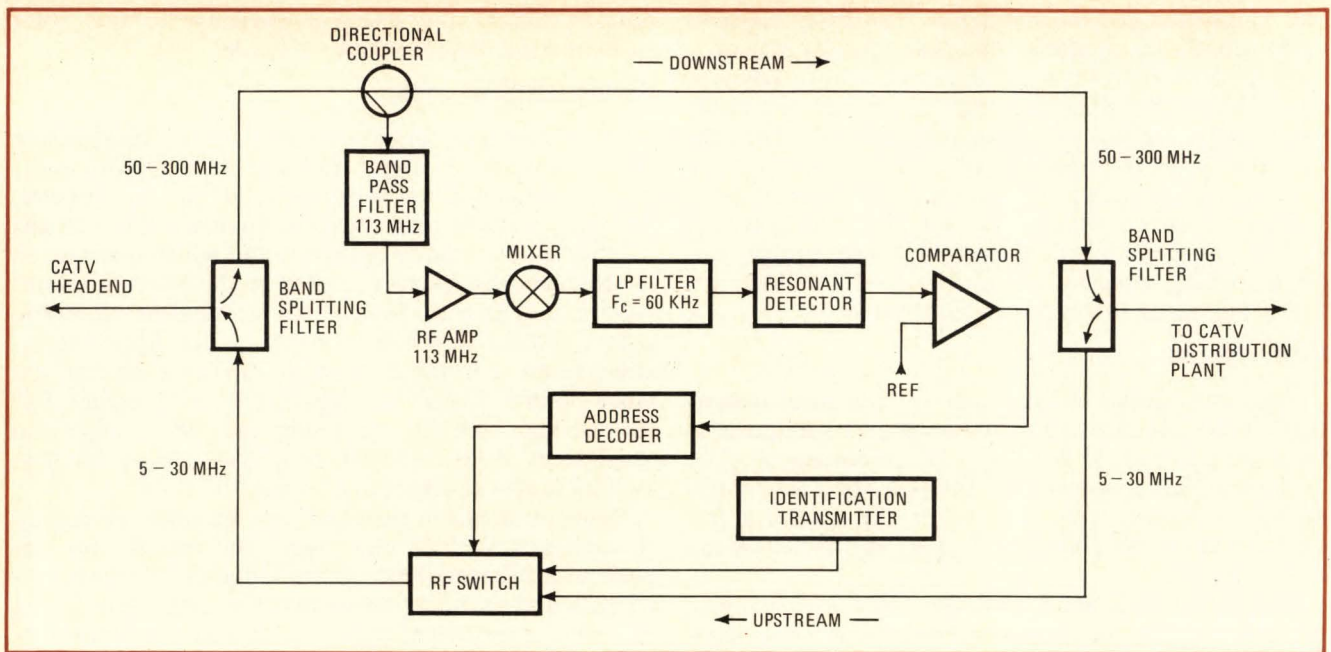 DIRECTIONAL
COUPLER
— DOWNSTREAM →
50 – 300 MHz
BAND
PASS
FILTER
113 MHz
50 – 300 MHz
CATV
HEADEND
BAND
SPLITTING
FILTER
RF AMP
113 MHz
MIXER
LP FILTER
Fc = 60 KHz
RESONANT
DETECTOR
COMPARATOR
REF
BAND
SPLITTING
FILTER
TO CATV
DISTRIBUTION
PLANT
ADDRESS
DECODER
5 – 30 MHz
IDENTIFICATION
TRANSMITTER
5 – 30 MHz
RF SWITCH
← UPSTREAM —